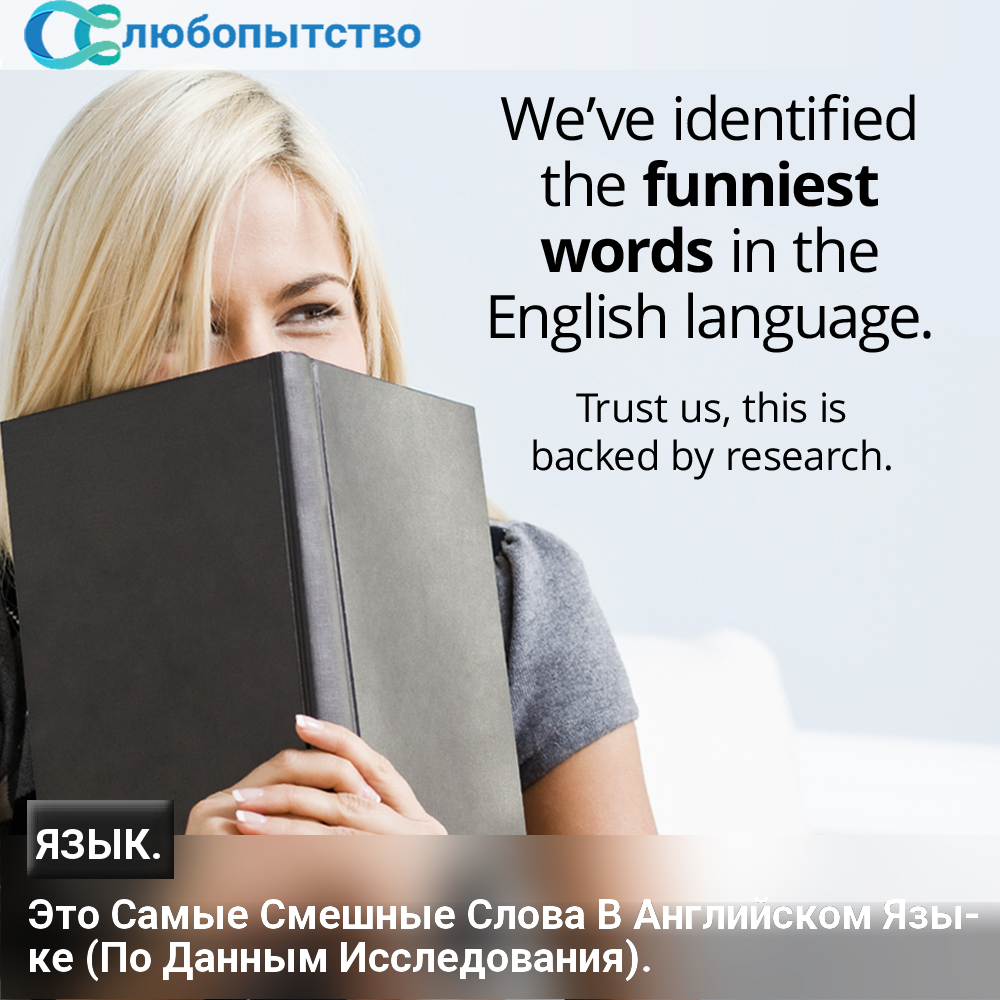 любопытство
We’ve identified
the funniest
words in the
English language.
Trust us, this is
backed by research.
ЯЗЫК.
Это Самые Смешные Слова В Английском Язы-
ке (По Данным Исследования).